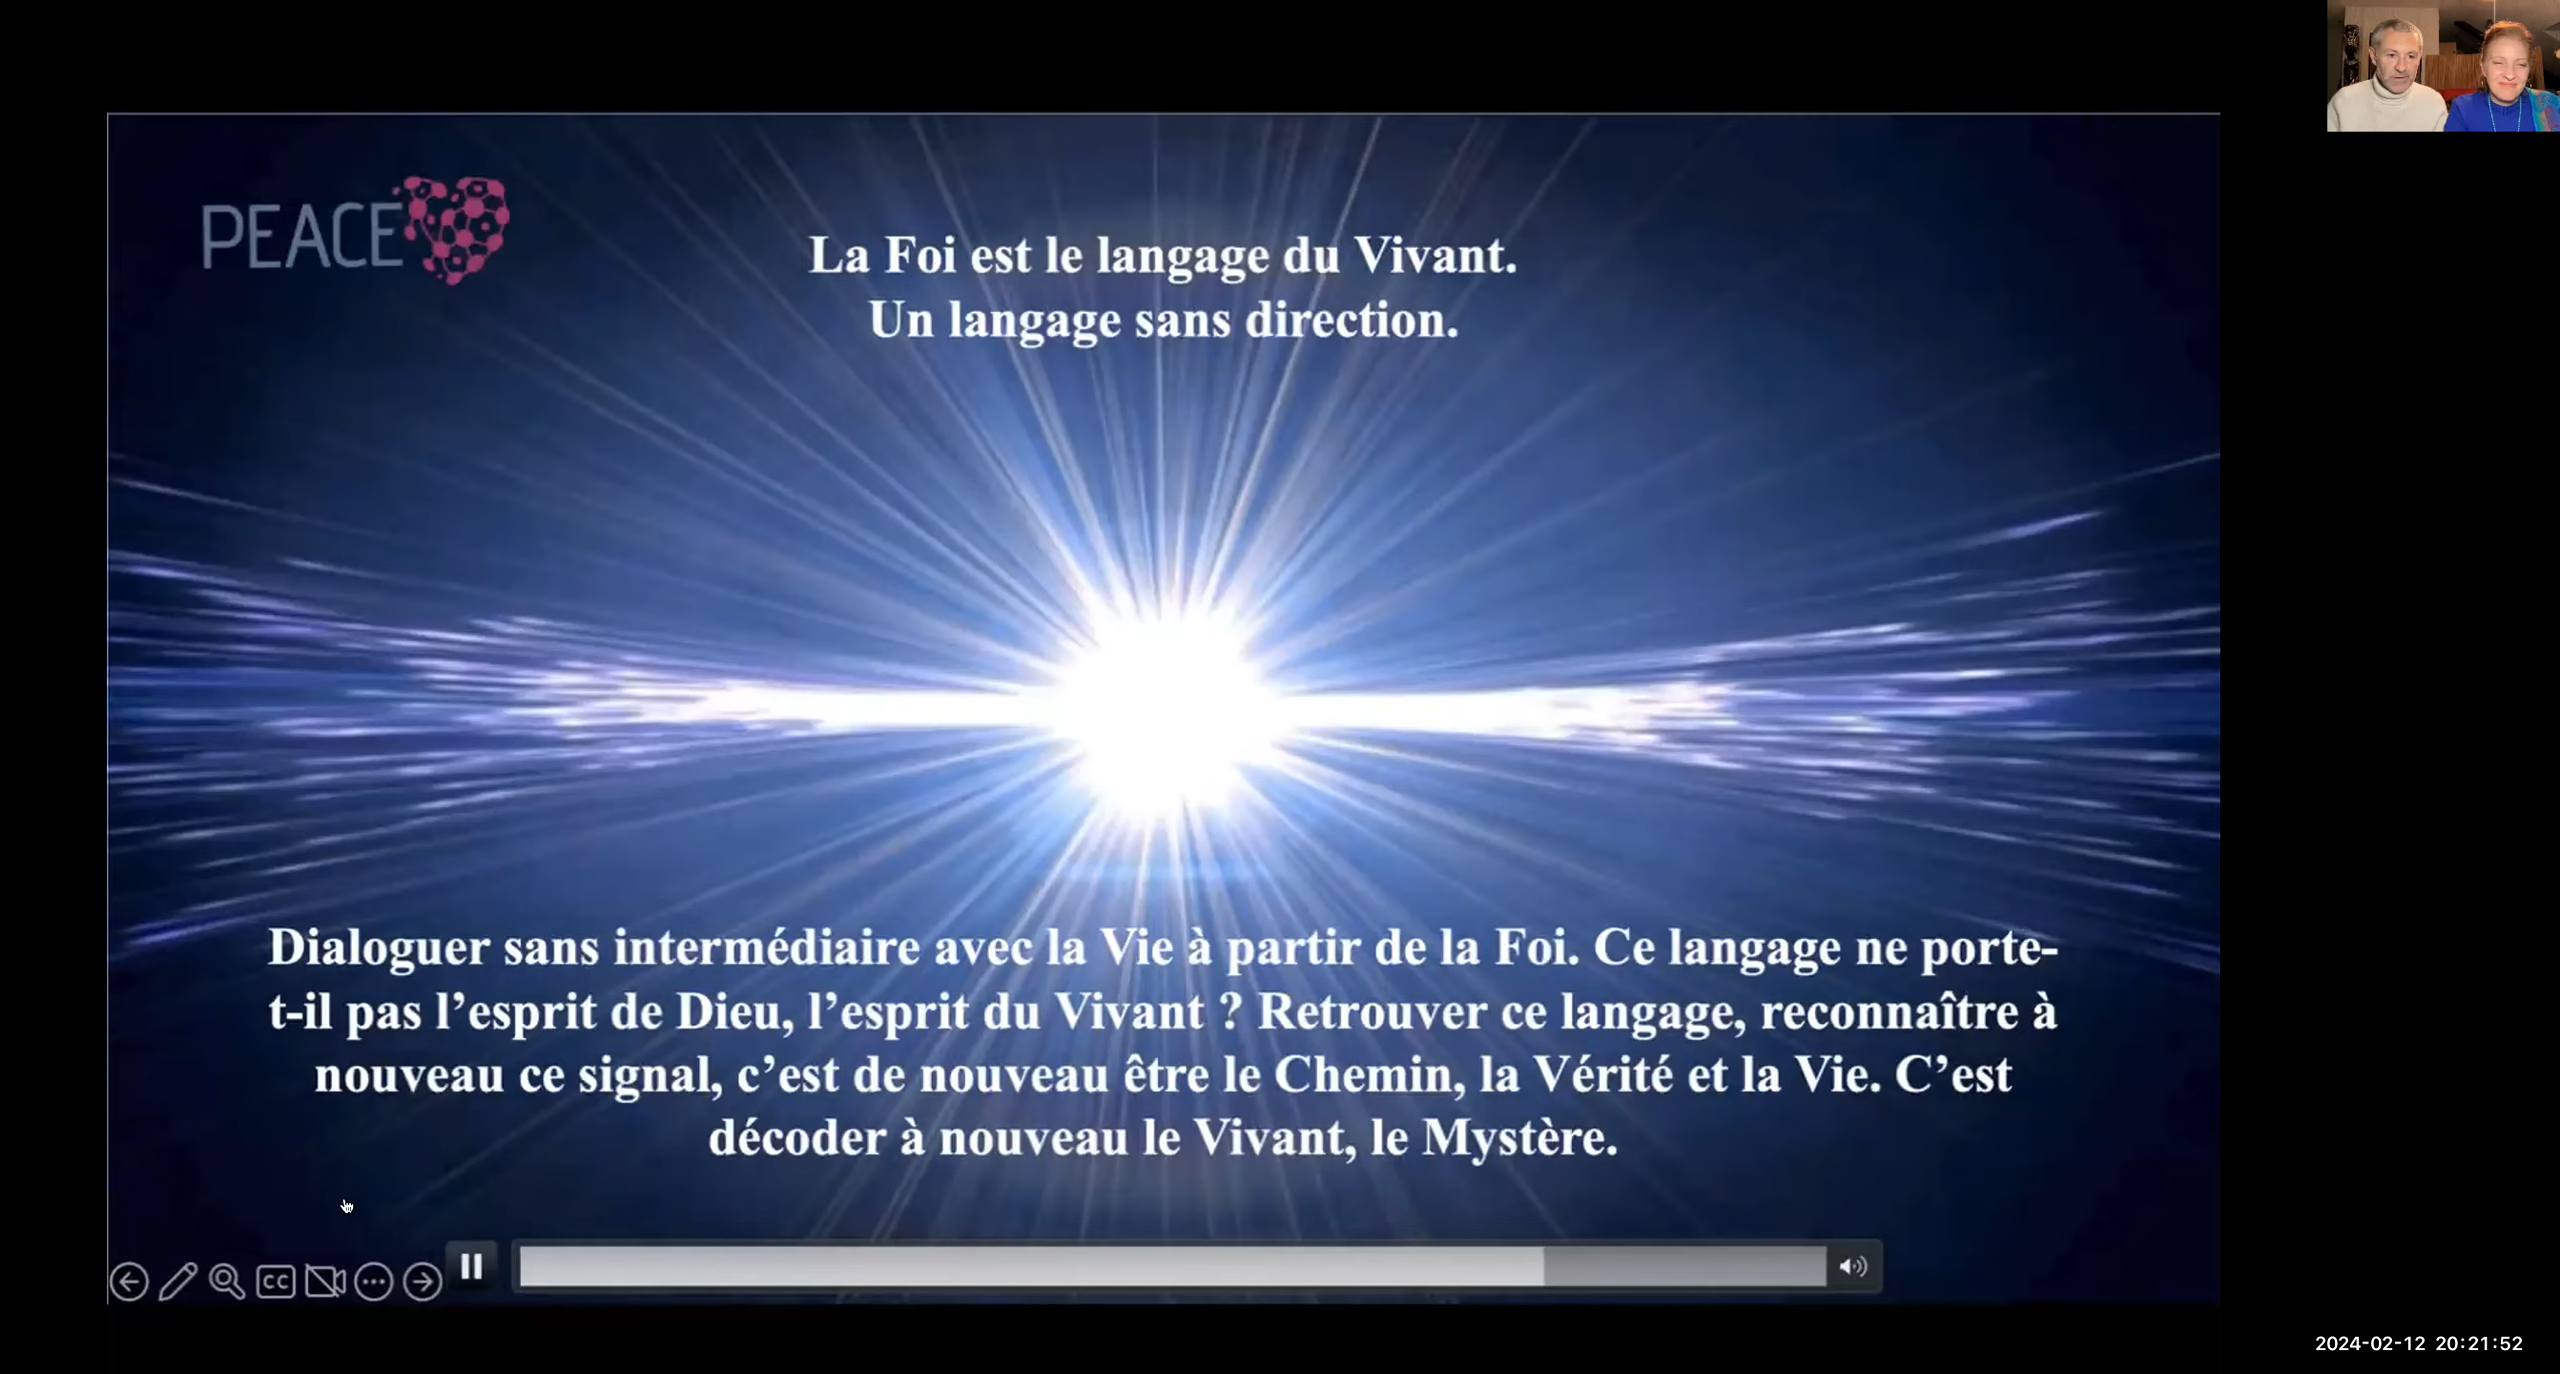 PEACE
La Foi est le langage du Vivant.
Un langage sans direction.
Dialoguer sans intermédiaire avec la Vie à partir de la Foi. Ce langage ne porte-
t-il pas l’esprit de Dieu, l’esprit du Vivant ? Retrouver ce langage, reconnaître à
nouveau ce signal, c’est de nouveau être le Chemin, la Vérité et la Vie. C’est
décoder à nouveau le Vivant, le Mystère.
CC
2024-02-12 20:21:52